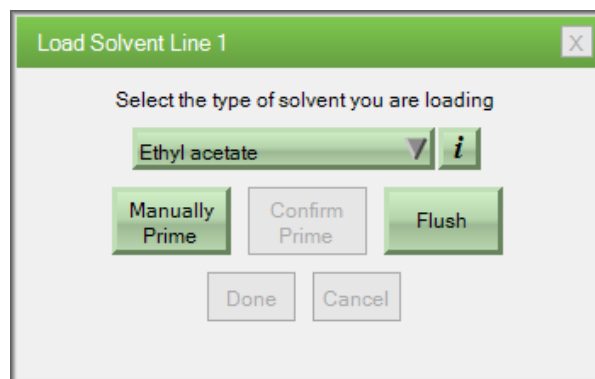 Load Solvent Line 1
X
Select the type of solvent you are loading
Ethyl acetate
i
Manually
Prime
Confirm
Prime
Flush
Done
Cancel